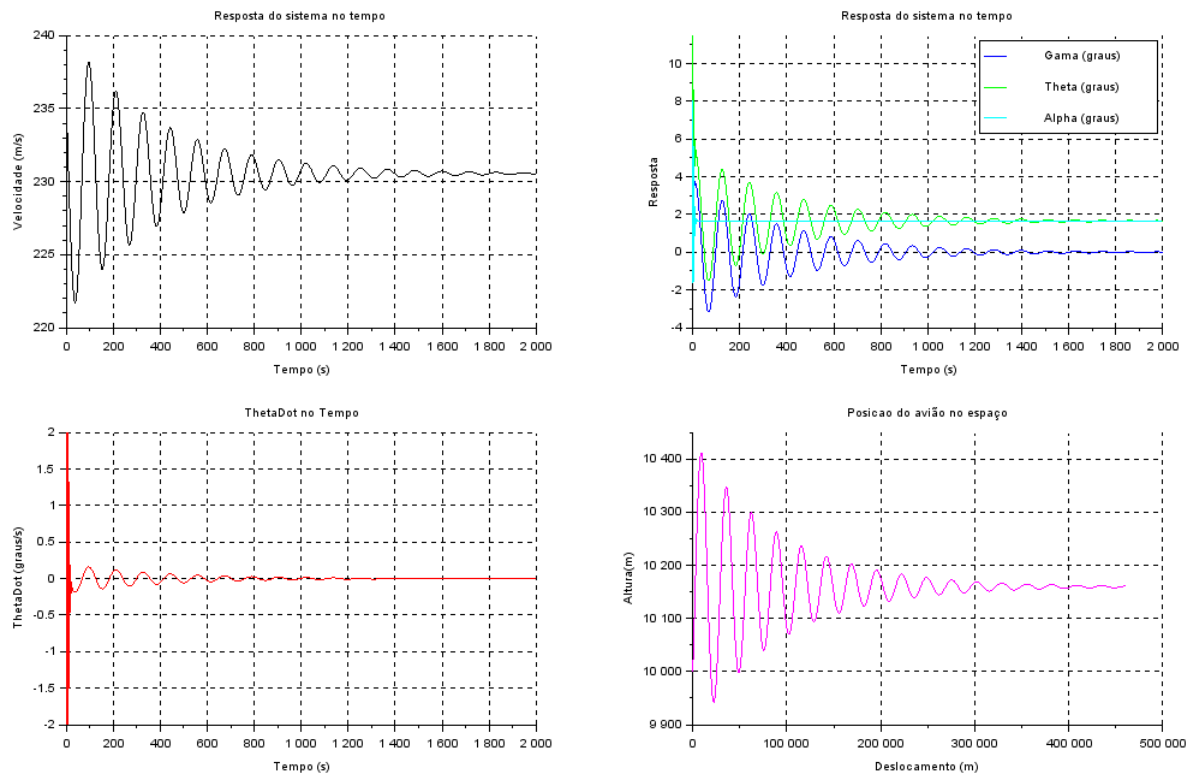 Resposta do sistema no tempo
240
235
230
225
220
Velocidade (m/s)
0 200 400 600 800 1 000 1 200 1 400 1 600 1 800 2 000
Tempo (s)
Resposta do sistema no tempo
Gama (graus)
Theta (graus)
Alpha (graus)
10
8
6
4
2
0
-2
-4
Resposta
0 200 400 600 800 1 000 1 200 1 400 1 600 1 800 2 000
Tempo (s)
ThetaDot no Tempo
2
1.5
1
0.5
0
-0.5
-1
-1.5
-2
ThetaDot (graus/s)
0 200 400 600 800 1 000 1 200 1 400 1 600 1 800 2 000
Tempo (s)
Posicao do avião no espaço
10 400
10 300
10 200
10 100
10 000
9 900
Altura(m)
0 100 000 200 000 300 000 400 000 500 000
Deslocamento (m)